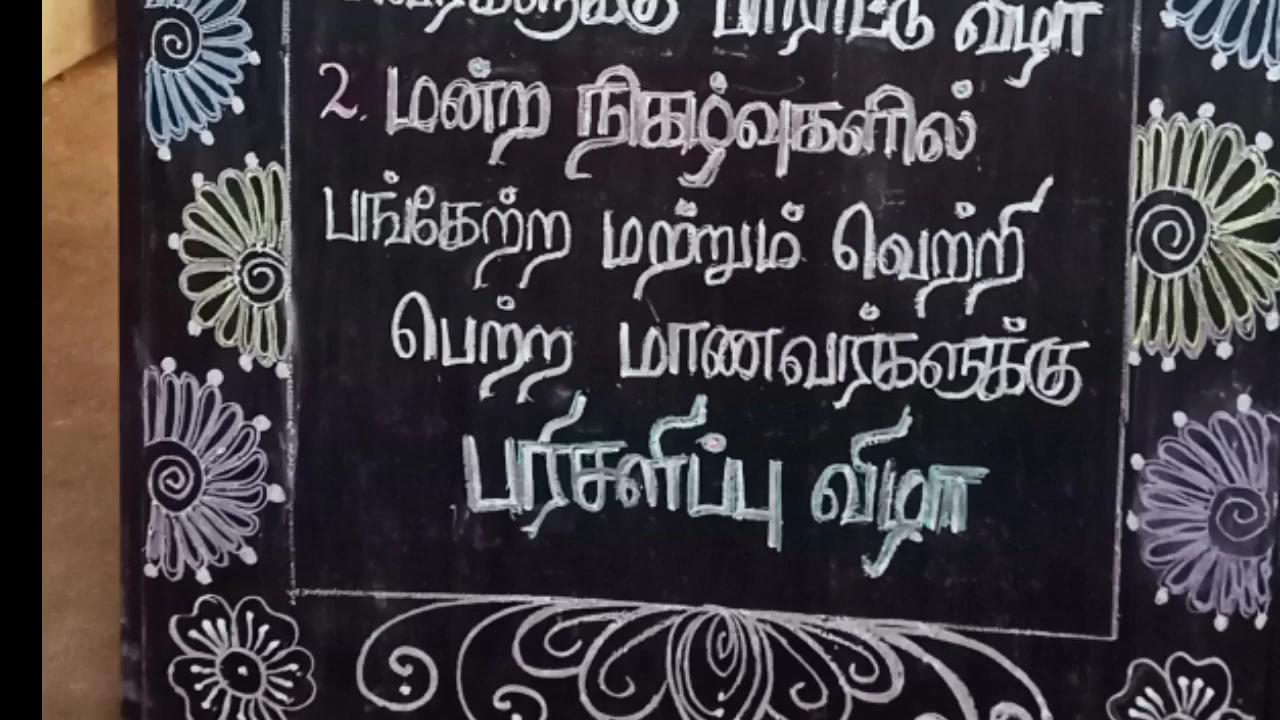 பாராட்டு விழா
2. மன்ற நிகழ்வுகளில்
பங்கேற்ற மற்றும் வெற்றி
பெற்ற மாணவர்களுக்கு
பரிசளிப்பு விழா